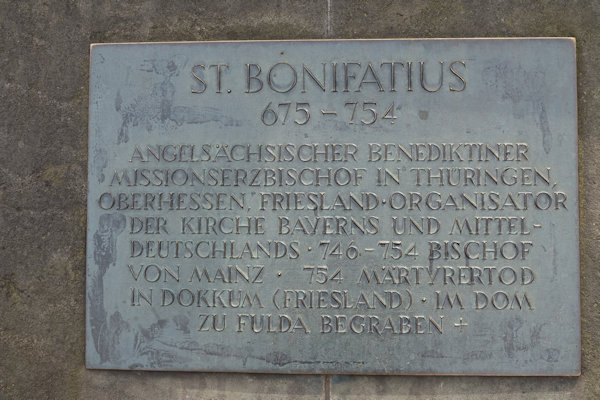 ST. BONIFATIUS
675 - 754
ANGELSÄCHSISCHER BENEDIKTINER
MISSIONSERZBISCHOF IN THÜRINGEN,
OBERHESSEN, FRIESLAND · ORGANISATOR
DER KIRCHE BAYERNS UND MITTEL-
DEUTSCHLANDS · 746 - 754 BISCHOF
VON MAINZ · 754 MÄRTYRERTOD
IN DOKKUM (FRIESLAND) · IM DOM
ZU FULDA BEGRABEN +